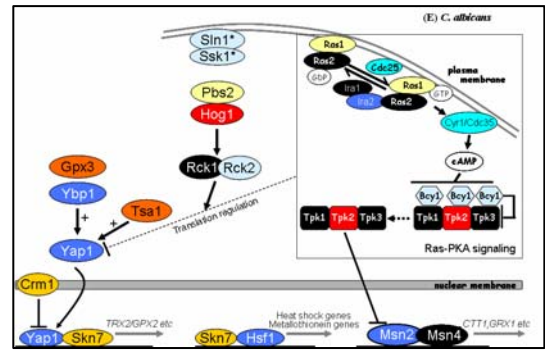 (E) C. albicans
Sln1*
Ssk1*
Pbs2
Hog1
Rck1 Rck2
Gpx3
Ybp1
+
Tsa1
+
Yap1
Translation regulation
Crm1
Yap1 Skn7
TRX2/GPX2 etc
Skn7 Hsf1
Heat shock genes
Metallothionein genes
Msn2 Msn4
CTT1,GRX1 etc
nuclear membrane
plasma
membrane
Ras1
Ras2
GDP
Cdc25
Ira1
Ira2
Ras1
Ras2
GTP
Cyr1/Cdc35
cAMP
Bcy1 Bcy1 Bcy1
Tpk1 Tpk2 Tpk3
Tpk1 Tpk2 Tpk3
Ras-PKA signaling